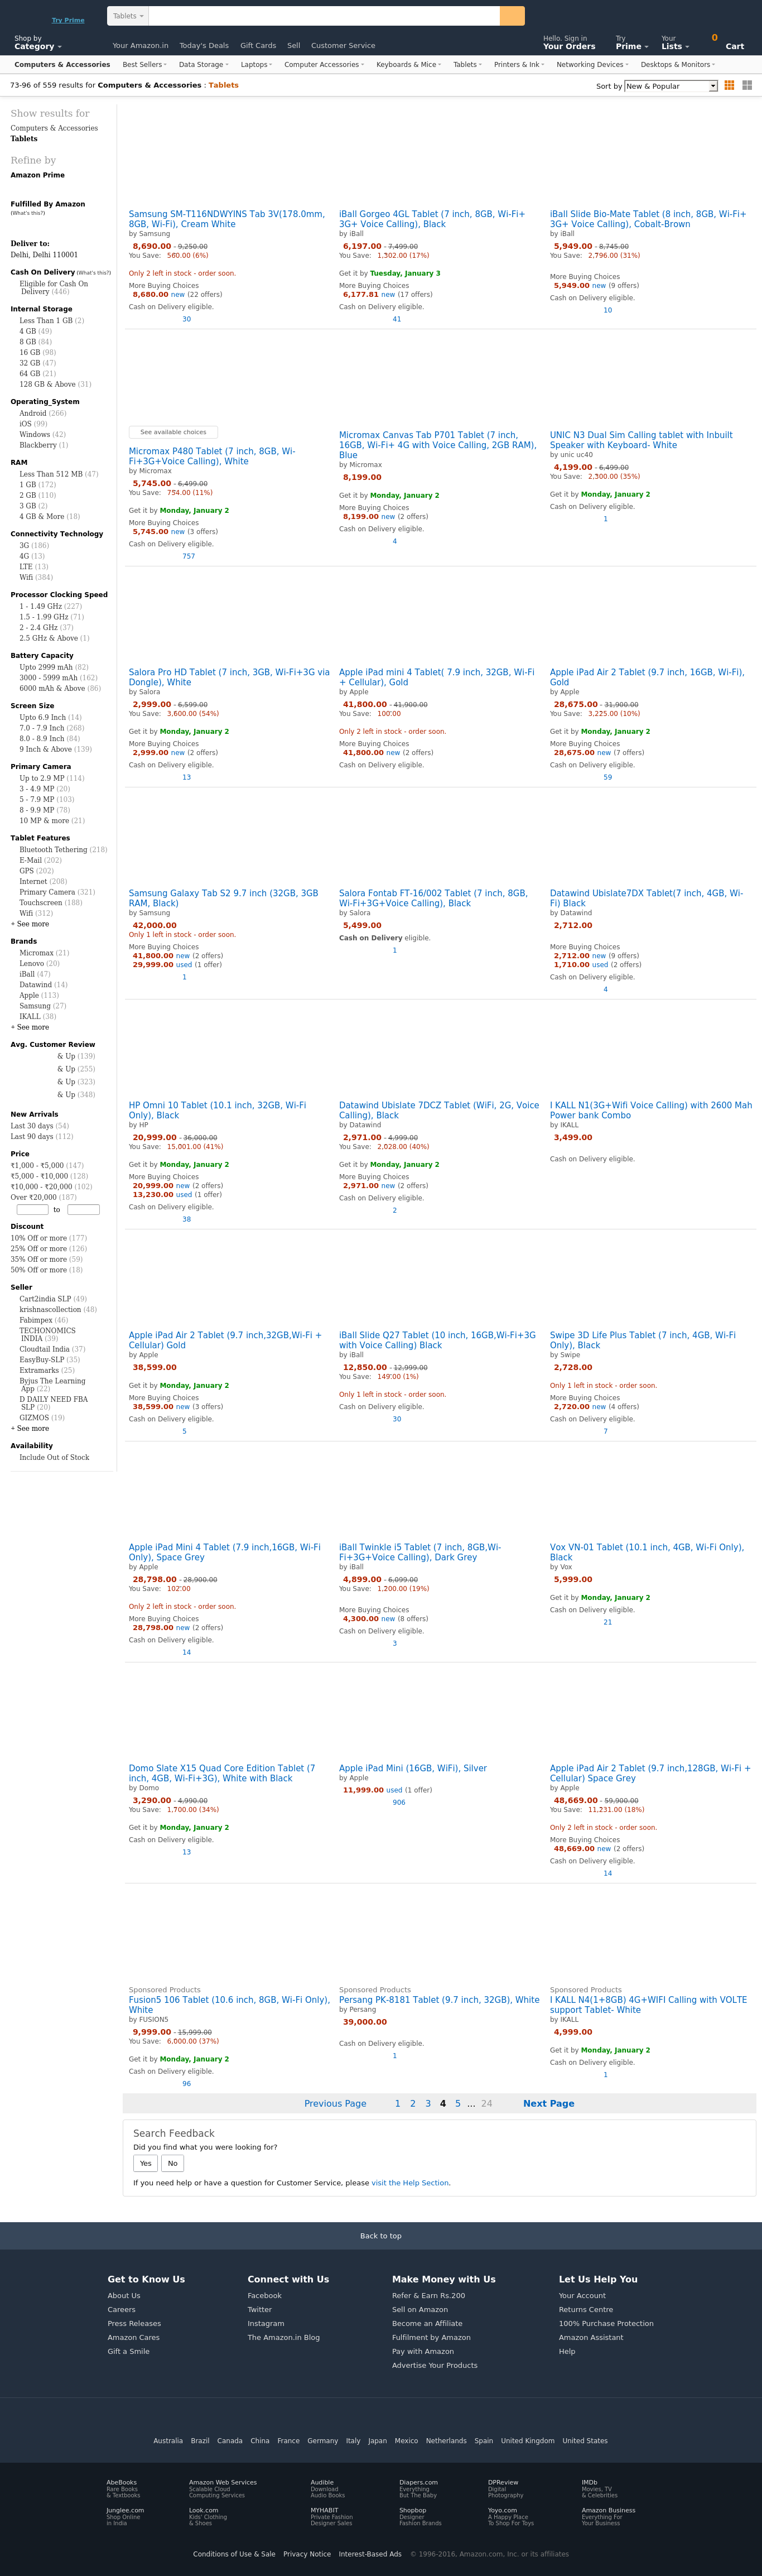 Try Prime
Tablets
Shop by
Category
Your Amazon.in Today's Deals Gift Cards Sell Customer Service
Hello. Sign in
Your Orders
Try
Prime
Your
Lists
0
Cart
Computers & Accessories Best Sellers Data Storage Laptops Computer Accessories Keyboards & Mice Tablets Printers & Ink Networking Devices Desktops & Monitors
73-96 of 559 results for Computers & Accessories : Tablets
Sort by New & Popular
Show results for
Computers & Accessories
Tablets
Refine by
Amazon Prime
Fulfilled By Amazon
(What's this?)
Deliver to:
Delhi, Delhi 110001
Cash On Delivery (What's this?)
Eligible for Cash On
Delivery (446)
Internal Storage
Less Than 1 GB (2)
4 GB (49)
8 GB (84)
16 GB (98)
32 GB (47)
64 GB (21)
128 GB & Above (31)
Operating_System
Android (266)
iOS (99)
Windows (42)
Blackberry (1)
RAM
Less Than 512 MB (47)
1 GB (172)
2 GB (110)
3 GB (2)
4 GB & More (18)
Connectivity Technology
3G (186)
4G (13)
LTE (13)
Wifi (384)
Processor Clocking Speed
1 - 1.49 GHz (227)
1.5 - 1.99 GHz (71)
2 - 2.4 GHz (37)
2.5 GHz & Above (1)
Battery Capacity
Upto 2999 mAh (82)
3000 - 5999 mAh (162)
6000 mAh & Above (86)
Screen Size
Upto 6.9 Inch (14)
7.0 - 7.9 Inch (268)
8.0 - 8.9 Inch (84)
9 Inch & Above (139)
Primary Camera
Up to 2.9 MP (114)
3 - 4.9 MP (20)
5 - 7.9 MP (103)
8 - 9.9 MP (78)
10 MP & more (21)
Tablet Features
Bluetooth Tethering (218)
E-Mail (202)
GPS (202)
Internet (208)
Primary Camera (321)
Touchscreen (188)
Wifi (312)
+ See more
Brands
Micromax (21)
Lenovo (20)
iBall (47)
Datawind (14)
Apple (113)
Samsung (27)
IKALL (38)
+ See more
Avg. Customer Review
& Up (139)
& Up (255)
& Up (323)
& Up (348)
New Arrivals
Last 30 days (54)
Last 90 days (112)
Price
₹1,000 - ₹5,000 (147)
₹5,000 - ₹10,000 (128)
₹10,000 - ₹20,000 (102)
Over ₹20,000 (187)
to
Discount
10% Off or more (177)
25% Off or more (126)
35% Off or more (59)
50% Off or more (18)
Seller
Cart2india SLP (49)
krishnascollection (48)
Fabimpex (46)
TECHONOMICS
INDIA (39)
Cloudtail India (37)
EasyBuy-SLP (35)
Extramarks (25)
Byjus The Learning
App (22)
D DAILY NEED FBA
SLP (20)
GIZMOS (19)
+ See more
Availability
Include Out of Stock
Samsung SM-T116NDWYINS Tab 3V(178.0mm,
8GB, Wi-Fi), Cream White
by Samsung
8,690.00 - 9,250.00
You Save: 560.00 (6%)
Only 2 left in stock - order soon.
More Buying Choices
8,680.00 new (22 offers)
Cash on Delivery eligible.
30
iBall Gorgeo 4GL Tablet (7 inch, 8GB, Wi-Fi+
3G+ Voice Calling), Black
by iBall
6,197.00 - 7,499.00
You Save: 1,302.00 (17%)
Get it by Tuesday, January 3
More Buying Choices
6,177.81 new (17 offers)
Cash on Delivery eligible.
41
iBall Slide Bio-Mate Tablet (8 inch, 8GB, Wi-Fi+
3G+ Voice Calling), Cobalt-Brown
by iBall
5,949.00 - 8,745.00
You Save: 2,796.00 (31%)
More Buying Choices
5,949.00 new (9 offers)
Cash on Delivery eligible.
10
See available choices
Micromax P480 Tablet (7 inch, 8GB, Wi-
Fi+3G+Voice Calling), White
by Micromax
5,745.00 - 6,499.00
You Save: 754.00 (11%)
Get it by Monday, January 2
More Buying Choices
5,745.00 new (3 offers)
Cash on Delivery eligible.
757
Micromax Canvas Tab P701 Tablet (7 inch,
16GB, Wi-Fi+ 4G with Voice Calling, 2GB RAM),
Blue
by Micromax
8,199.00
Get it by Monday, January 2
More Buying Choices
8,199.00 new (2 offers)
Cash on Delivery eligible.
4
UNIC N3 Dual Sim Calling tablet with Inbuilt
Speaker with Keyboard- White
by unic uc40
4,199.00 - 6,499.00
You Save: 2,300.00 (35%)
Get it by Monday, January 2
Cash on Delivery eligible.
1
Salora Pro HD Tablet (7 inch, 3GB, Wi-Fi+3G via
Dongle), White
by Salora
2,999.00 - 6,599.00
You Save: 3,600.00 (54%)
Get it by Monday, January 2
More Buying Choices
2,999.00 new (2 offers)
Cash on Delivery eligible.
13
Apple iPad mini 4 Tablet( 7.9 inch, 32GB, Wi-Fi
+ Cellular), Gold
by Apple
41,800.00 - 41,900.00
You Save: 100.00
Only 2 left in stock - order soon.
More Buying Choices
41,800.00 new (2 offers)
Cash on Delivery eligible.
Apple iPad Air 2 Tablet (9.7 inch, 16GB, Wi-Fi),
Gold
by Apple
28,675.00 - 31,900.00
You Save: 3,225.00 (10%)
Get it by Monday, January 2
More Buying Choices
28,675.00 new (7 offers)
Cash on Delivery eligible.
59
Samsung Galaxy Tab S2 9.7 inch (32GB, 3GB
RAM, Black)
by Samsung
42,000.00
Only 1 left in stock - order soon.
More Buying Choices
41,800.00 new (2 offers)
29,999.00 used (1 offer)
1
Salora Fontab FT-16/002 Tablet (7 inch, 8GB,
Wi-Fi+3G+Voice Calling), Black
by Salora
5,499.00
Cash on Delivery eligible.
1
Datawind Ubislate7DX Tablet(7 inch, 4GB, Wi-
Fi) Black
by Datawind
2,712.00
More Buying Choices
2,712.00 new (9 offers)
1,710.00 used (2 offers)
Cash on Delivery eligible.
4
HP Omni 10 Tablet (10.1 inch, 32GB, Wi-Fi
Only), Black
by HP
20,999.00 - 36,000.00
You Save: 15,001.00 (41%)
Get it by Monday, January 2
More Buying Choices
20,999.00 new (2 offers)
13,230.00 used (1 offer)
Cash on Delivery eligible.
38
Datawind Ubislate 7DCZ Tablet (WiFi, 2G, Voice
Calling), Black
by Datawind
2,971.00 - 4,999.00
You Save: 2,028.00 (40%)
Get it by Monday, January 2
More Buying Choices
2,971.00 new (2 offers)
Cash on Delivery eligible.
2
I KALL N1(3G+Wifi Voice Calling) with 2600 Mah
Power bank Combo
by IKALL
3,499.00
Cash on Delivery eligible.
Apple iPad Air 2 Tablet (9.7 inch,32GB,Wi-Fi +
Cellular) Gold
by Apple
38,599.00
Get it by Monday, January 2
More Buying Choices
38,599.00 new (3 offers)
Cash on Delivery eligible.
5
iBall Slide Q27 Tablet (10 inch, 16GB,Wi-Fi+3G
with Voice Calling) Black
by iBall
12,850.00 - 12,999.00
You Save: 149.00 (1%)
Only 1 left in stock - order soon.
Cash on Delivery eligible.
30
Swipe 3D Life Plus Tablet (7 inch, 4GB, Wi-Fi
Only), Black
by Swipe
2,728.00
Only 1 left in stock - order soon.
More Buying Choices
2,720.00 new (4 offers)
Cash on Delivery eligible.
7
Apple iPad Mini 4 Tablet (7.9 inch,16GB, Wi-Fi
Only), Space Grey
by Apple
28,798.00 - 28,900.00
You Save: 102.00
Only 2 left in stock - order soon.
More Buying Choices
28,798.00 new (2 offers)
Cash on Delivery eligible.
14
iBall Twinkle i5 Tablet (7 inch, 8GB,Wi-
Fi+3G+Voice Calling), Dark Grey
by iBall
4,899.00 - 6,099.00
You Save: 1,200.00 (19%)
More Buying Choices
4,300.00 new (8 offers)
Cash on Delivery eligible.
3
Vox VN-01 Tablet (10.1 inch, 4GB, Wi-Fi Only),
Black
by Vox
5,999.00
Get it by Monday, January 2
Cash on Delivery eligible.
21
Domo Slate X15 Quad Core Edition Tablet (7
inch, 4GB, Wi-Fi+3G), White with Black
by Domo
3,290.00 - 4,990.00
You Save: 1,700.00 (34%)
Get it by Monday, January 2
Cash on Delivery eligible.
13
Apple iPad Mini (16GB, WiFi), Silver
by Apple
11,999.00 used (1 offer)
906
Apple iPad Air 2 Tablet (9.7 inch,128GB, Wi-Fi +
Cellular) Space Grey
by Apple
48,669.00 - 59,900.00
You Save: 11,231.00 (18%)
Only 2 left in stock - order soon.
More Buying Choices
48,669.00 new (2 offers)
Cash on Delivery eligible.
14
Sponsored Products
Fusion5 106 Tablet (10.6 inch, 8GB, Wi-Fi Only),
White
by FUSION5
9,999.00 - 15,999.00
You Save: 6,000.00 (37%)
Get it by Monday, January 2
Cash on Delivery eligible.
96
Sponsored Products
Persang PK-8181 Tablet (9.7 inch, 32GB), White
by Persang
39,000.00
Cash on Delivery eligible.
1
Sponsored Products
I KALL N4(1+8GB) 4G+WIFI Calling with VOLTE
support Tablet- White
by IKALL
4,999.00
Get it by Monday, January 2
Cash on Delivery eligible.
1
Previous Page 1 2 3 4 5 ... 24 Next Page
Search Feedback
Did you find what you were looking for?
Yes No
If you need help or have a question for Customer Service, please visit the Help Section.
Back to top
Get to Know Us
About Us
Careers
Press Releases
Amazon Cares
Gift a Smile
Connect with Us
Facebook
Twitter
Instagram
The Amazon.in Blog
Make Money with Us
Refer & Earn Rs.200
Sell on Amazon
Become an Affiliate
Fulfilment by Amazon
Pay with Amazon
Advertise Your Products
Let Us Help You
Your Account
Returns Centre
100% Purchase Protection
Amazon Assistant
Help
Australia Brazil Canada China France Germany Italy Japan Mexico Netherlands Spain United Kingdom United States
AbeBooks
Rare Books
& Textbooks
Amazon Web Services
Scalable Cloud
Computing Services
Audible
Download
Audio Books
Diapers.com
Everything
But The Baby
DPReview
Digital
Photography
IMDb
Movies, TV
& Celebrities
Junglee.com
Shop Online
in India
Look.com
Kids' Clothing
& Shoes
MYHABIT
Private Fashion
Designer Sales
Shopbop
Designer
Fashion Brands
Yoyo.com
A Happy Place
To Shop For Toys
Amazon Business
Everything For
Your Business
Conditions of Use & Sale Privacy Notice Interest-Based Ads © 1996-2016, Amazon.com, Inc. or its affiliates